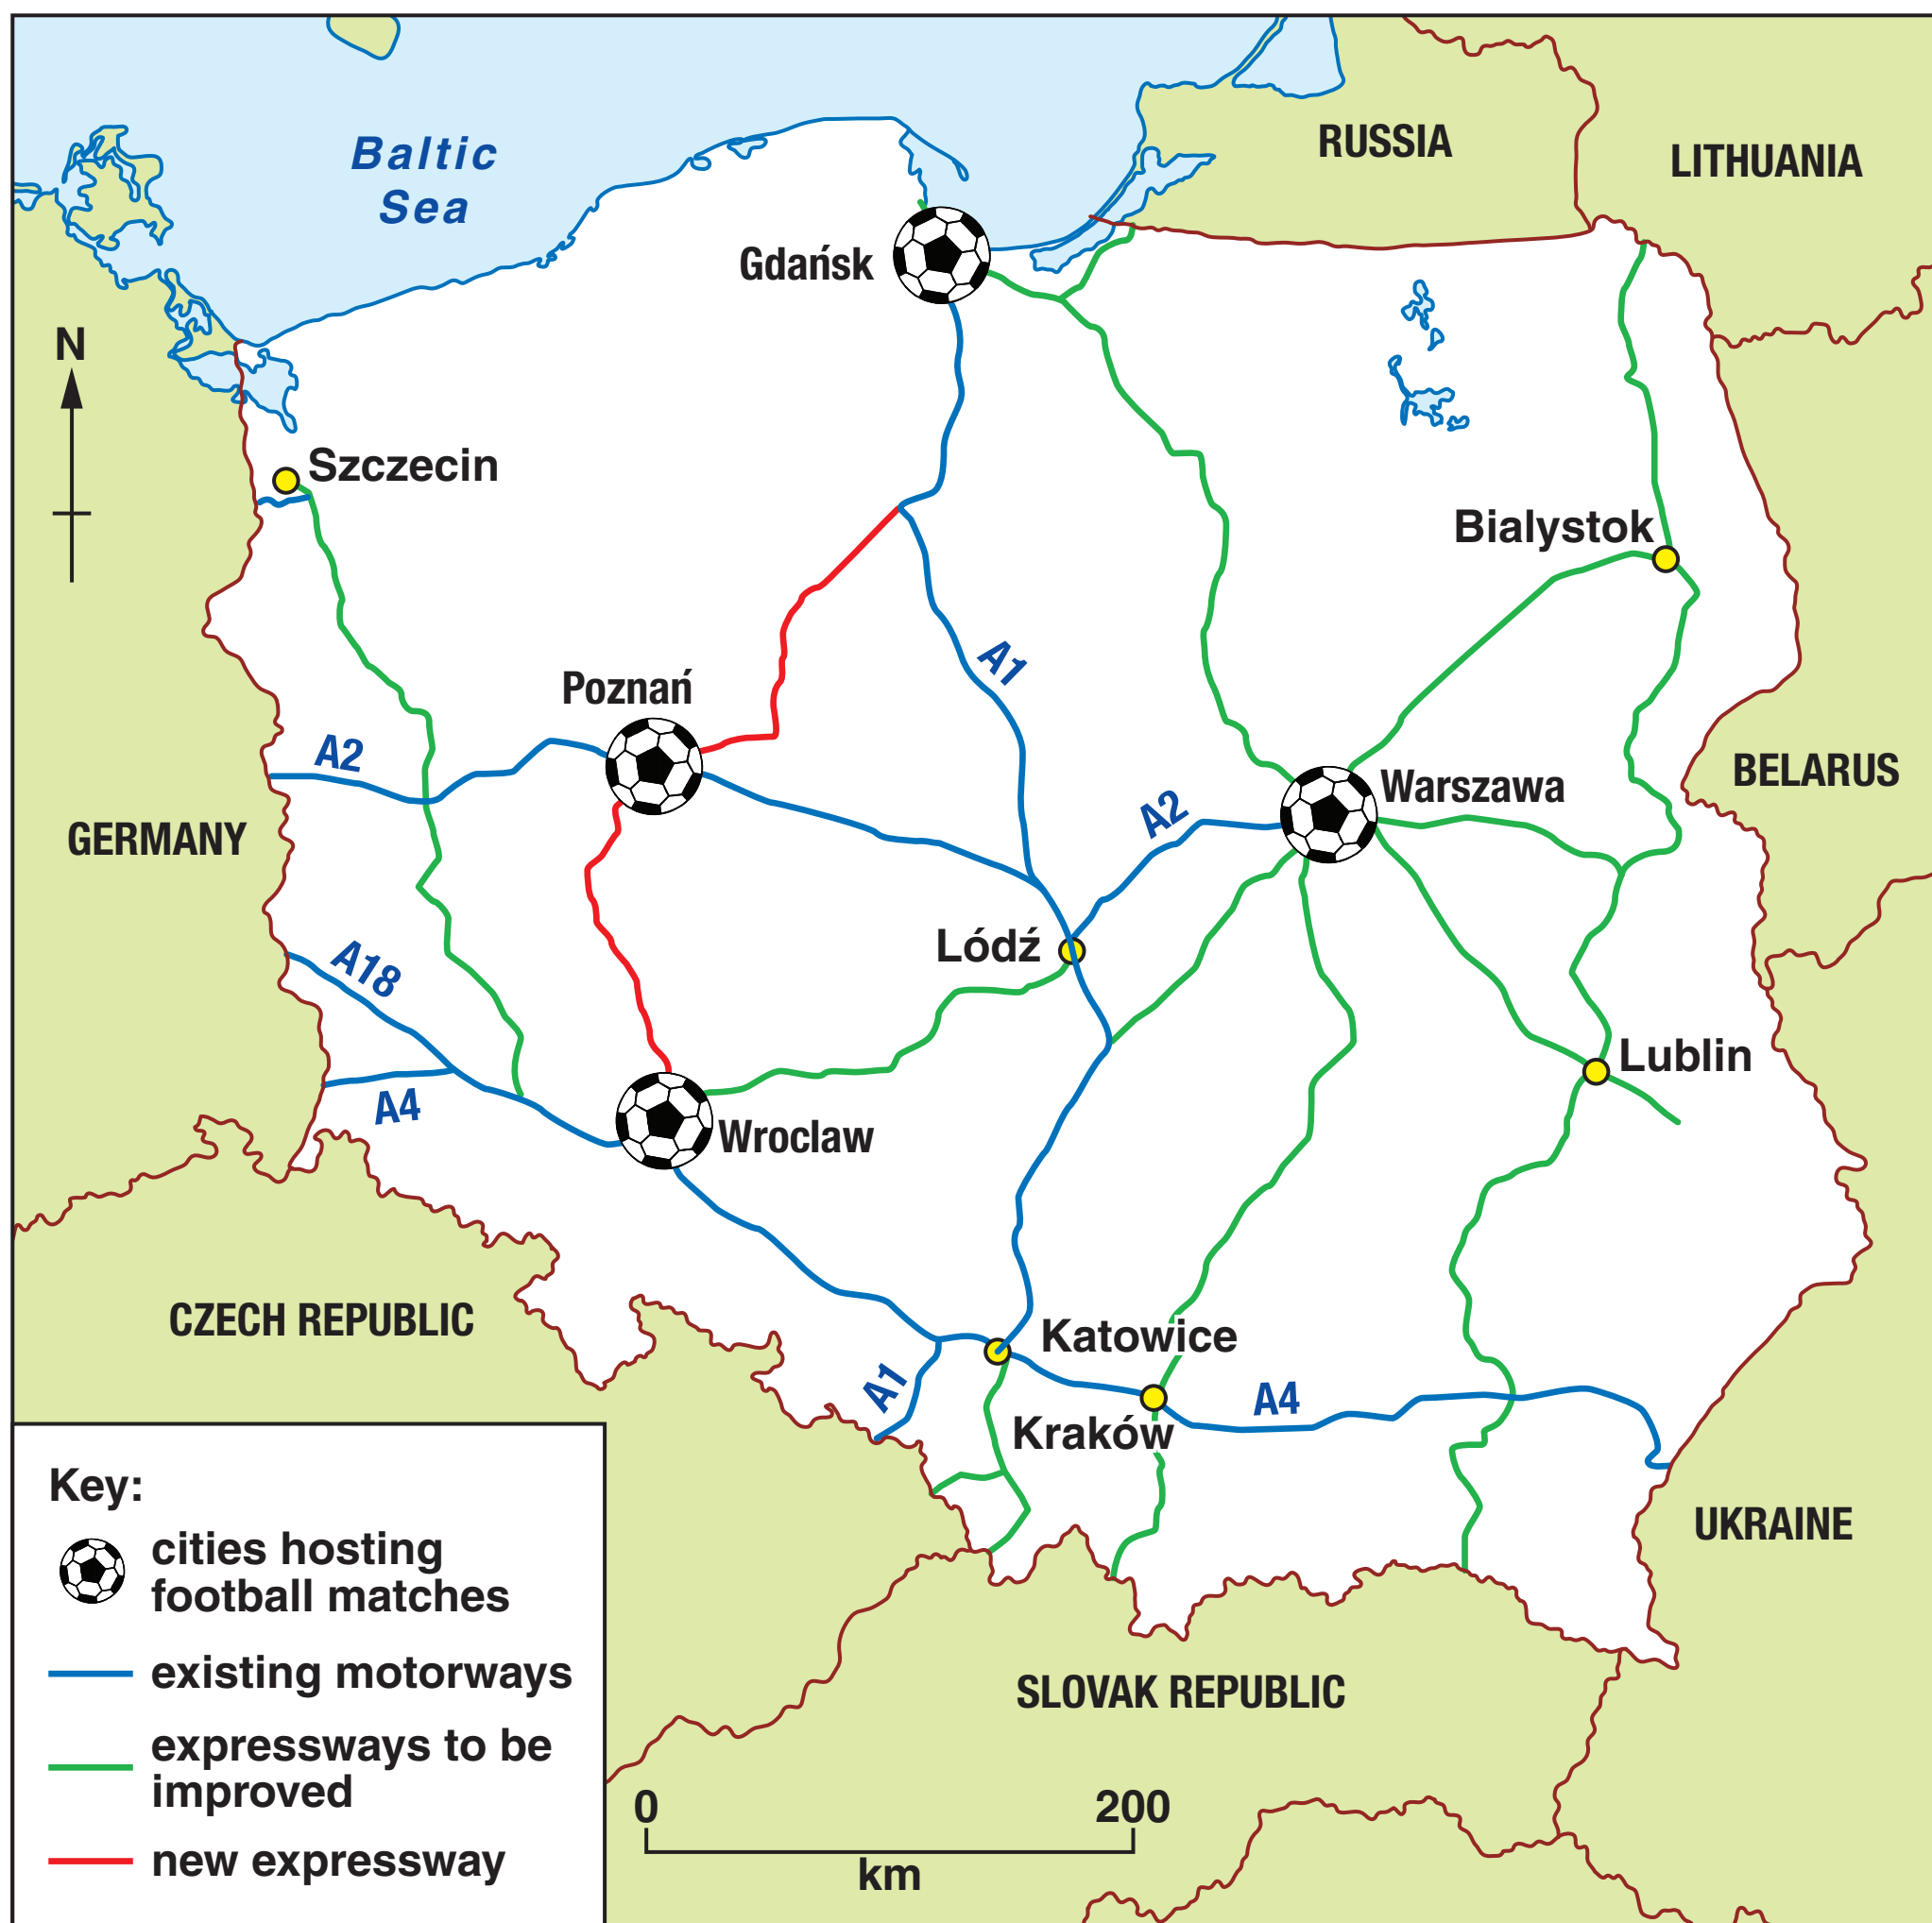 Baltic
Sea
RUSSIA
LITHUANIA
Gdańsk
N
Szczecin
Bialystok
A1
Poznań
A2
Warszawa
BELARUS
A2
GERMANY
Lódź
A18
Lublin
A4
Wroclaw
CZECH REPUBLIC
Katowice
A1
A4
Kraków
UKRAINE
SLOVAK REPUBLIC
Key:
cities hosting
football matches
existing motorways
expressways to be
improved
new expressway
0 200
km